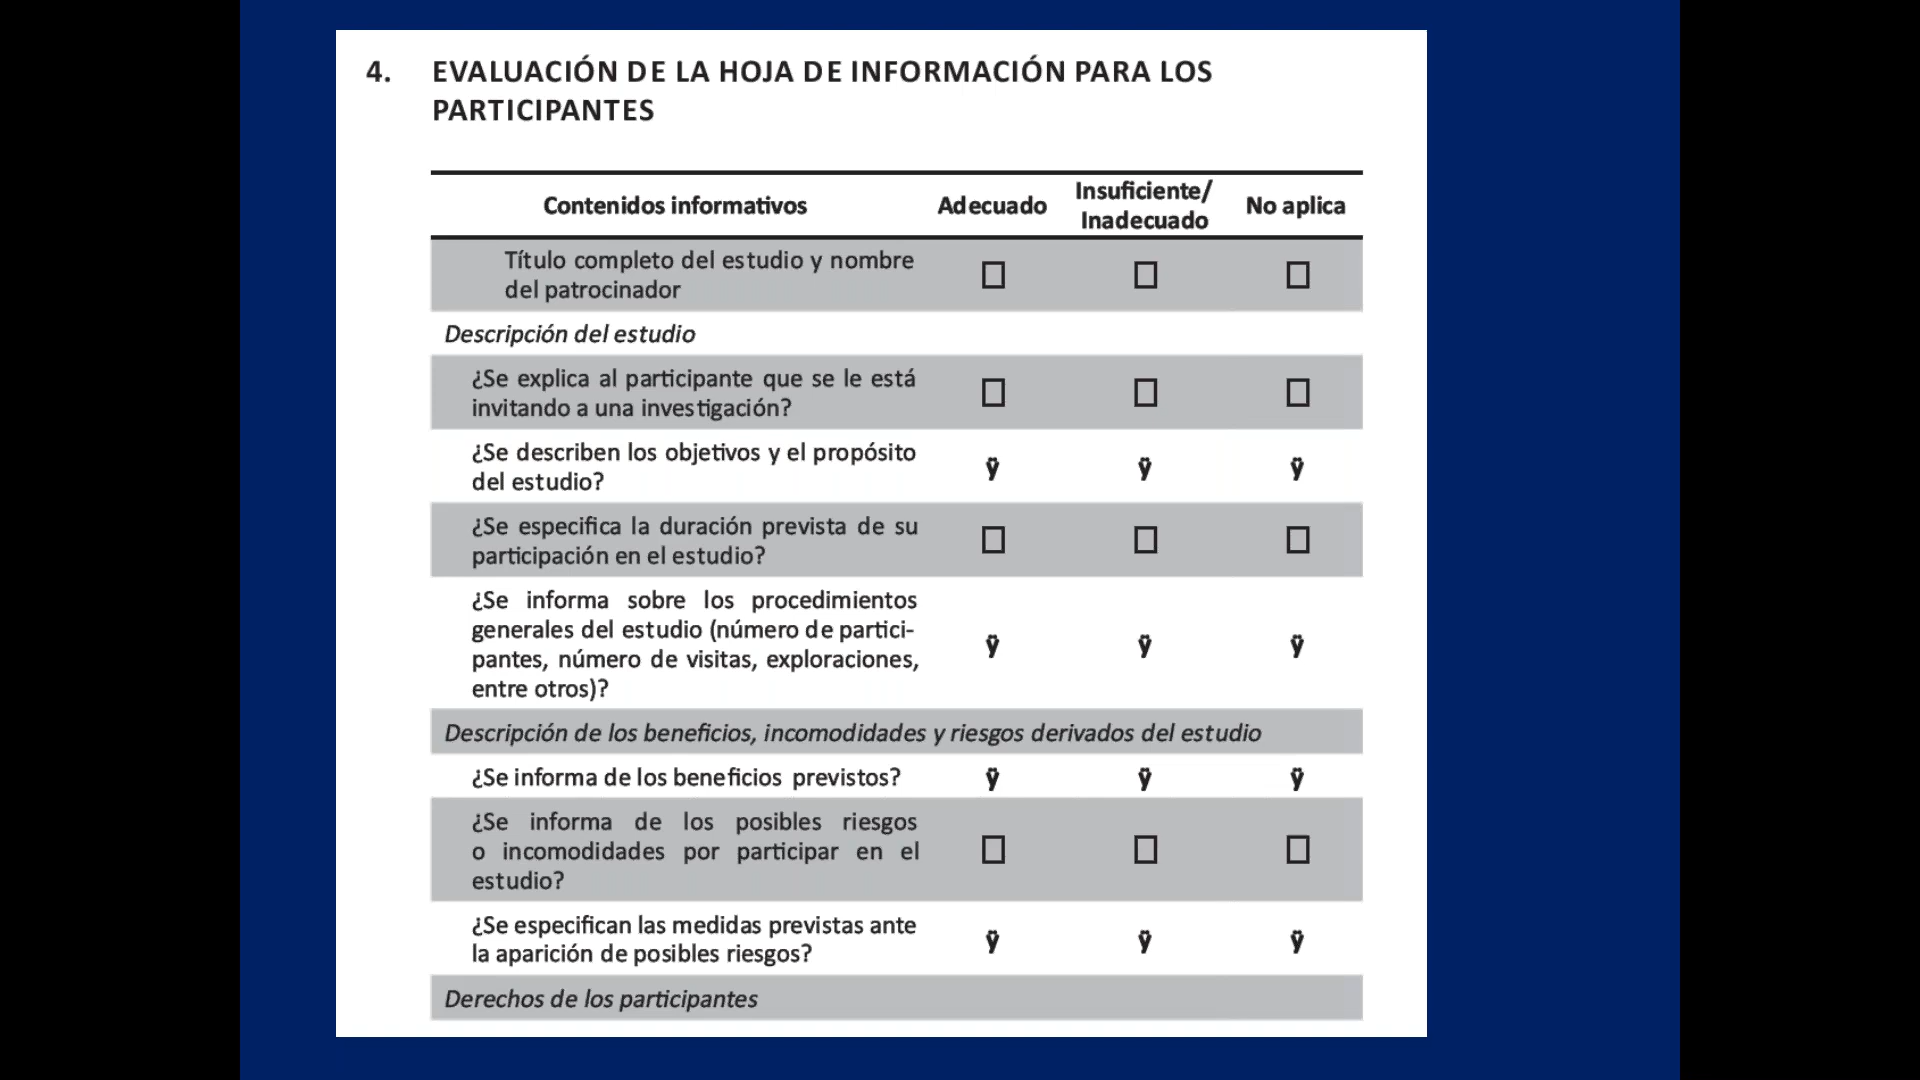 4. EVALUACIÓN DE LA HOJA DE INFORMACIÓN PARA LOS
PARTICIPANTES
Contenidos informativos Adecuado Insuficiente/ Inadecuado No aplica
Título completo del estudio y nombre
del patrocinador
Descripción del estudio
¿Se explica al participante que se le está
invitando a una investigación?
¿Se describen los objetivos y el propósito
del estudio? ÿ ÿ ÿ
¿Se especifica la duración prevista de su
participación en el estudio?
¿Se informa sobre los procedimientos
generales del estudio (número de partici-
pantes, número de visitas, exploraciones,
entre otros)? ÿ ÿ ÿ
Descripción de los beneficios, incomodidades y riesgos derivados del estudio
¿Se informa de los beneficios previstos? ÿ ÿ ÿ
¿Se informa de los posibles riesgos
o incomodidades por participar en el
estudio?
¿Se especifican las medidas previstas ante
la aparición de posibles riesgos? ÿ ÿ ÿ
Derechos de los participantes